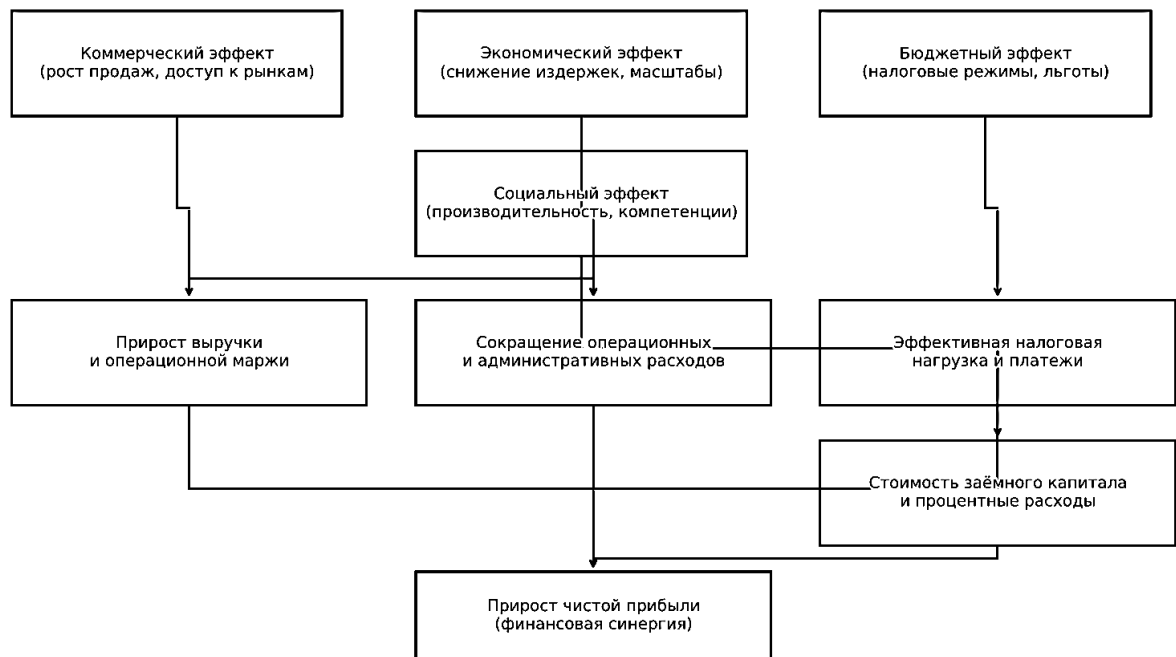 Коммерческий эффект
(рост продаж, доступ к рынкам)
Экономический эффект
(снижение издержек, масштабы)
Бюджетный эффект
(налоговые режимы, льготы)
Социальный эффект
(производительность, компетенции)
Прирост выручки
и операционной маржи
Сокращение операционных
и административных расходов
Эффективная налоговая
нагрузка и платежи
Стоимость заёмного капитала
и процентные расходы
Прирост чистой прибыли
(финансовая синергия)